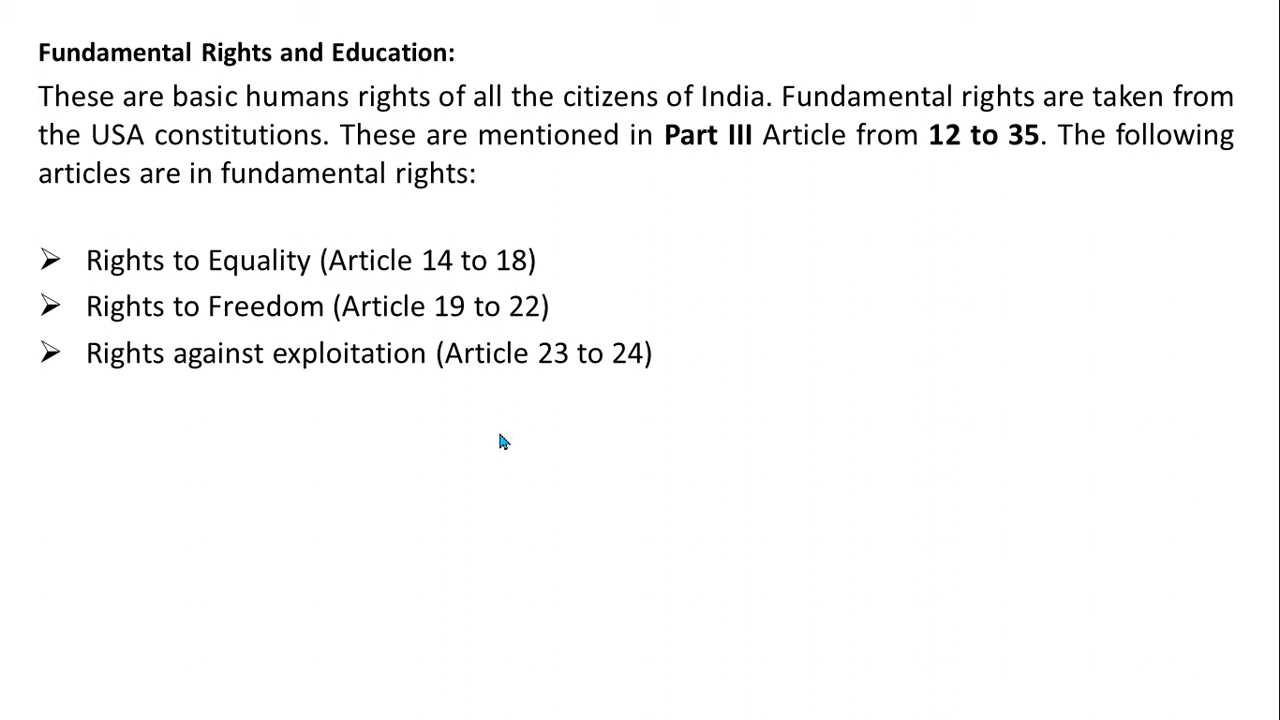 Fundamental Rights and Education:
These are basic humans rights of all the citizens of India. Fundamental rights are taken from
the USA constitutions. These are mentioned in Part III Article from 12 to 35. The following
articles are in fundamental rights:
➢ Rights to Equality (Article 14 to 18)
➢ Rights to Freedom (Article 19 to 22)
➢ Rights against exploitation (Article 23 to 24)